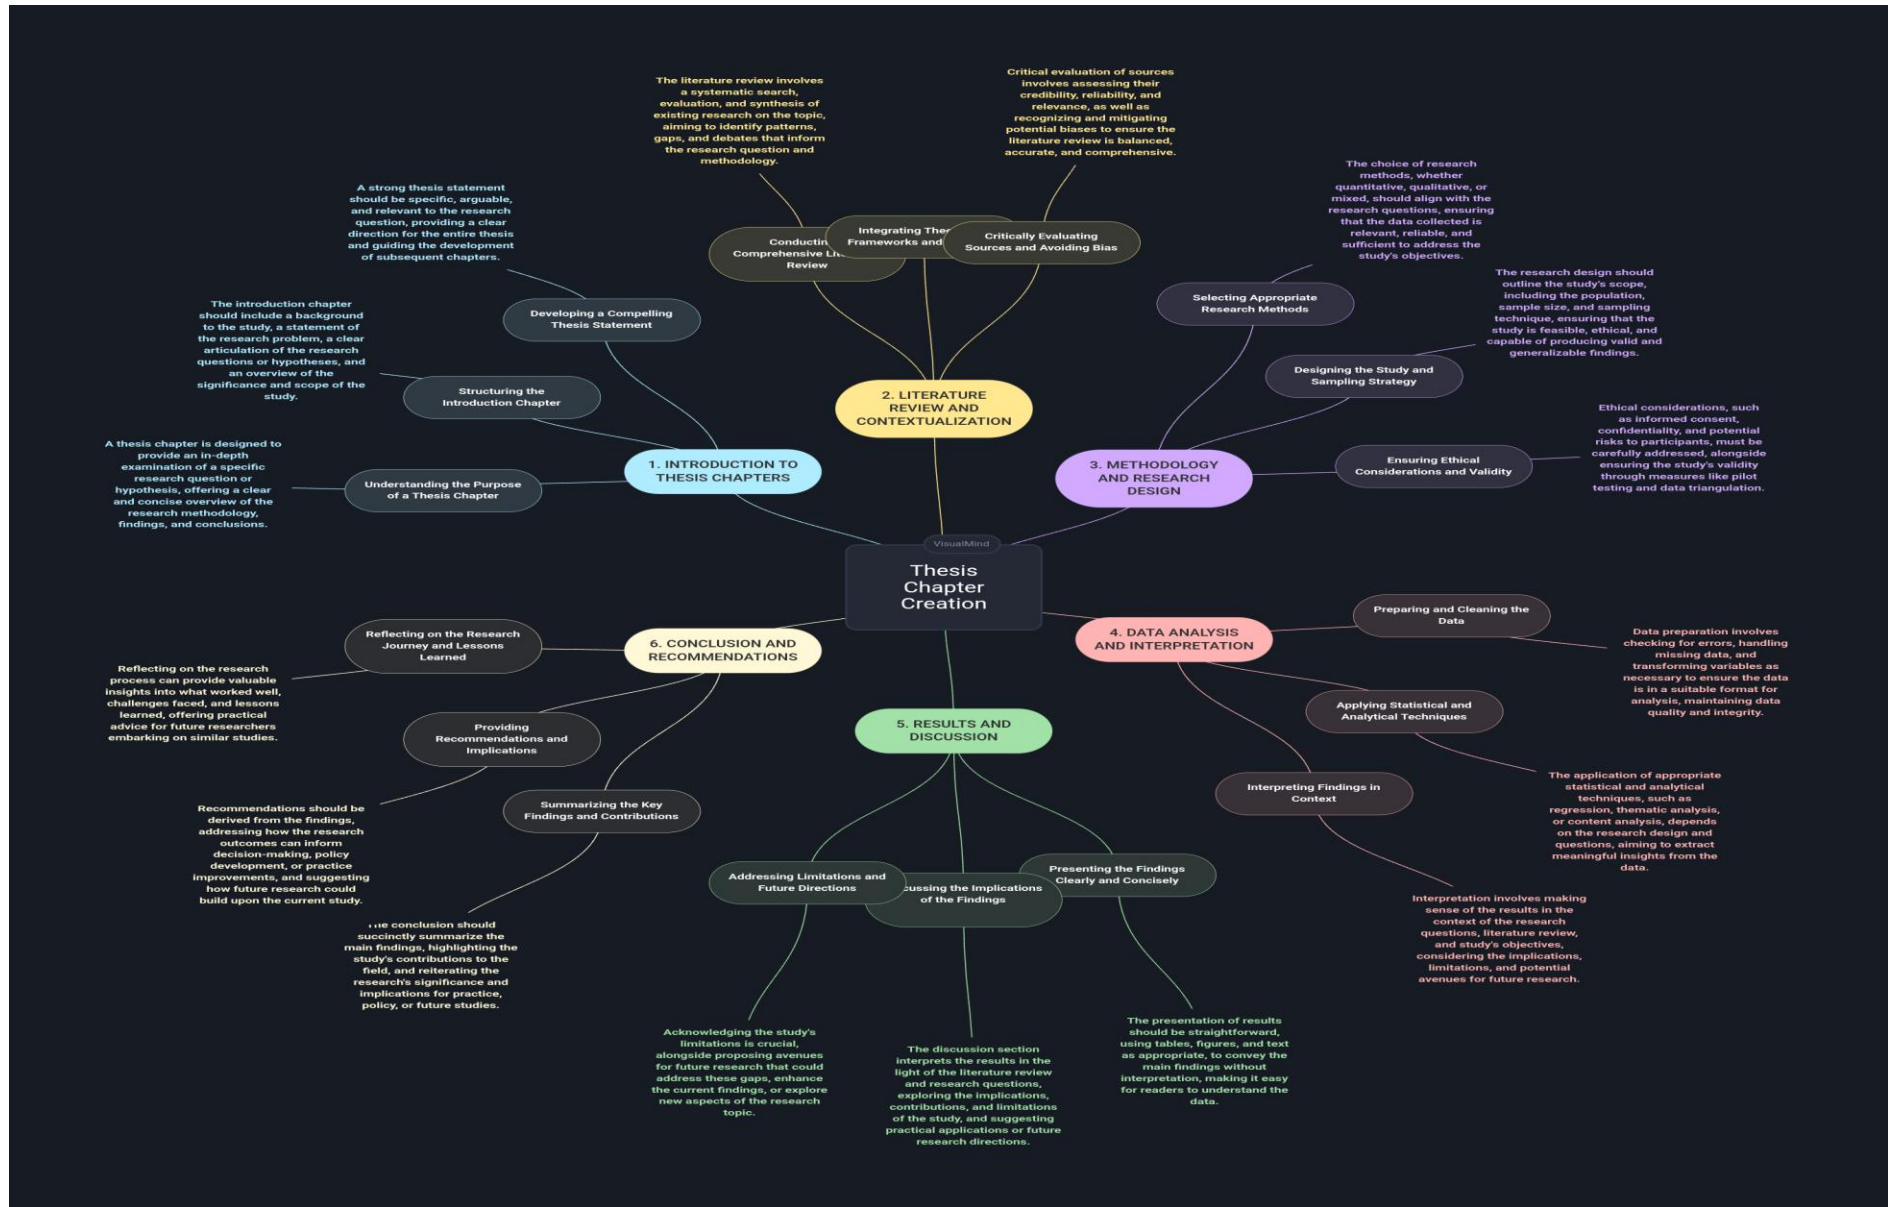 The literature review involves
a systematic search,
evaluation, and synthesis of
existing research on the topic,
aiming to identify patterns,
gaps, and debates that inform
the research question and
methodology.
Critical evaluation of sources
involves assessing their
credibility, reliability, and
relevance, as well as
recognizing and mitigating
potential biases to ensure the
literature review is balanced,
accurate, and comprehensive.
A strong thesis statement
should be specific, arguable,
and relevant to the research
question, providing a clear
direction for the entire thesis
and guiding the development
of subsequent chapters.
The choice of research
methods, whether
quantitative, qualitative, or
mixed, should align with the
research questions, ensuring
that the data collected is
relevant, reliable, and
sufficient to address the
study's objectives.
Comprehensive
Review
Integrating
Frameworks and
Critically Evaluating
Sources and Avoiding Bias
Developing a Compelling
Thesis Statement
Selecting Appropriate
Research Methods
The research design should
outline the study's scope,
including the population,
sample size, and sampling
technique, ensuring that the
study is feasible, ethical, and
capable of producing valid and
generalizable findings.
The introduction chapter
should include a background
to the study, a statement of
the research problem, a clear
articulation of the research
questions or hypotheses, and
an overview of the
significance and scope of the
study.
Structuring the
Introduction Chapter
Designing the Study and
Sampling Strategy
2. LITERATURE
REVIEW AND
CONTEXTUALIZATION
A thesis chapter is designed to
provide an in-depth
examination of a specific
research question or
hypothesis, offering a clear
and concise overview of the
research methodology,
findings, and conclusions.
Understanding the Purpose
of a Thesis Chapter
1. INTRODUCTION TO
THESIS CHAPTERS
3. METHODOLOGY
AND RESEARCH
DESIGN
Ensuring Ethical
Considerations and Validity
Ethical considerations, such
as informed consent,
confidentiality, and potential
risks to participants, must be
carefully addressed, alongside
ensuring the study's validity
through measures like pilot
testing and data triangulation.
VisualMind
Thesis
Chapter
Creation
Reflecting on the Research
Journey and Lessons
Learned
6. CONCLUSION AND
RECOMMENDATIONS
4. DATA ANALYSIS
AND INTERPRETATION
Preparing and Cleaning the
Data
Data preparation involves
checking for errors, handling
missing data, and
transforming variables as
necessary to ensure the data
is in a suitable format for
analysis, maintaining data
quality and integrity.
Reflecting on the research
process can provide valuable
insights into what worked well,
challenges faced, and lessons
learned, offering practical
advice for future researchers
embarking on similar studies.
Providing
Recommendations and
Implications
5. RESULTS AND
DISCUSSION
Applying Statistical and
Analytical Techniques
Recommendations should be
derived from the findings,
addressing how the research
outcomes can inform
decision-making, policy
development, or practice
improvements, and suggesting
how future research could
build upon the current study.
Summarizing the Key
Findings and Contributions
Interpreting Findings in
Context
The application of appropriate
statistical and analytical
techniques, such as
regression, thematic analysis,
or content analysis, depends
on the research design and
questions, aiming to extract
meaningful insights from the
data.
Addressing Limitations and
Future Directions
the Implications
of the Findings
Presenting the Findings
Clearly and Concisely
The conclusion should
succinctly summarize the
main findings, highlighting the
study's contributions to the
field, and reiterating the
research's significance and
implications for practice,
policy, or future studies.
Interpretation involves making
sense of the results in the
context of the research
questions, literature review,
and study's objectives,
considering the implications,
limitations, and potential
avenues for future research.
Acknowledging the study's
limitations is crucial,
alongside proposing avenues
for future research that could
address these gaps, enhance
the current findings, or explore
new aspects of the research
topic.
The discussion section
interprets the results in the
light of the literature review
and research questions,
exploring the implications,
contributions, and limitations
of the study, and suggesting
practical applications or future
research directions.
The presentation of results
should be straightforward,
using tables, figures, and text
as appropriate, to convey the
main findings without
interpretation, making it easy
for readers to understand the
data.